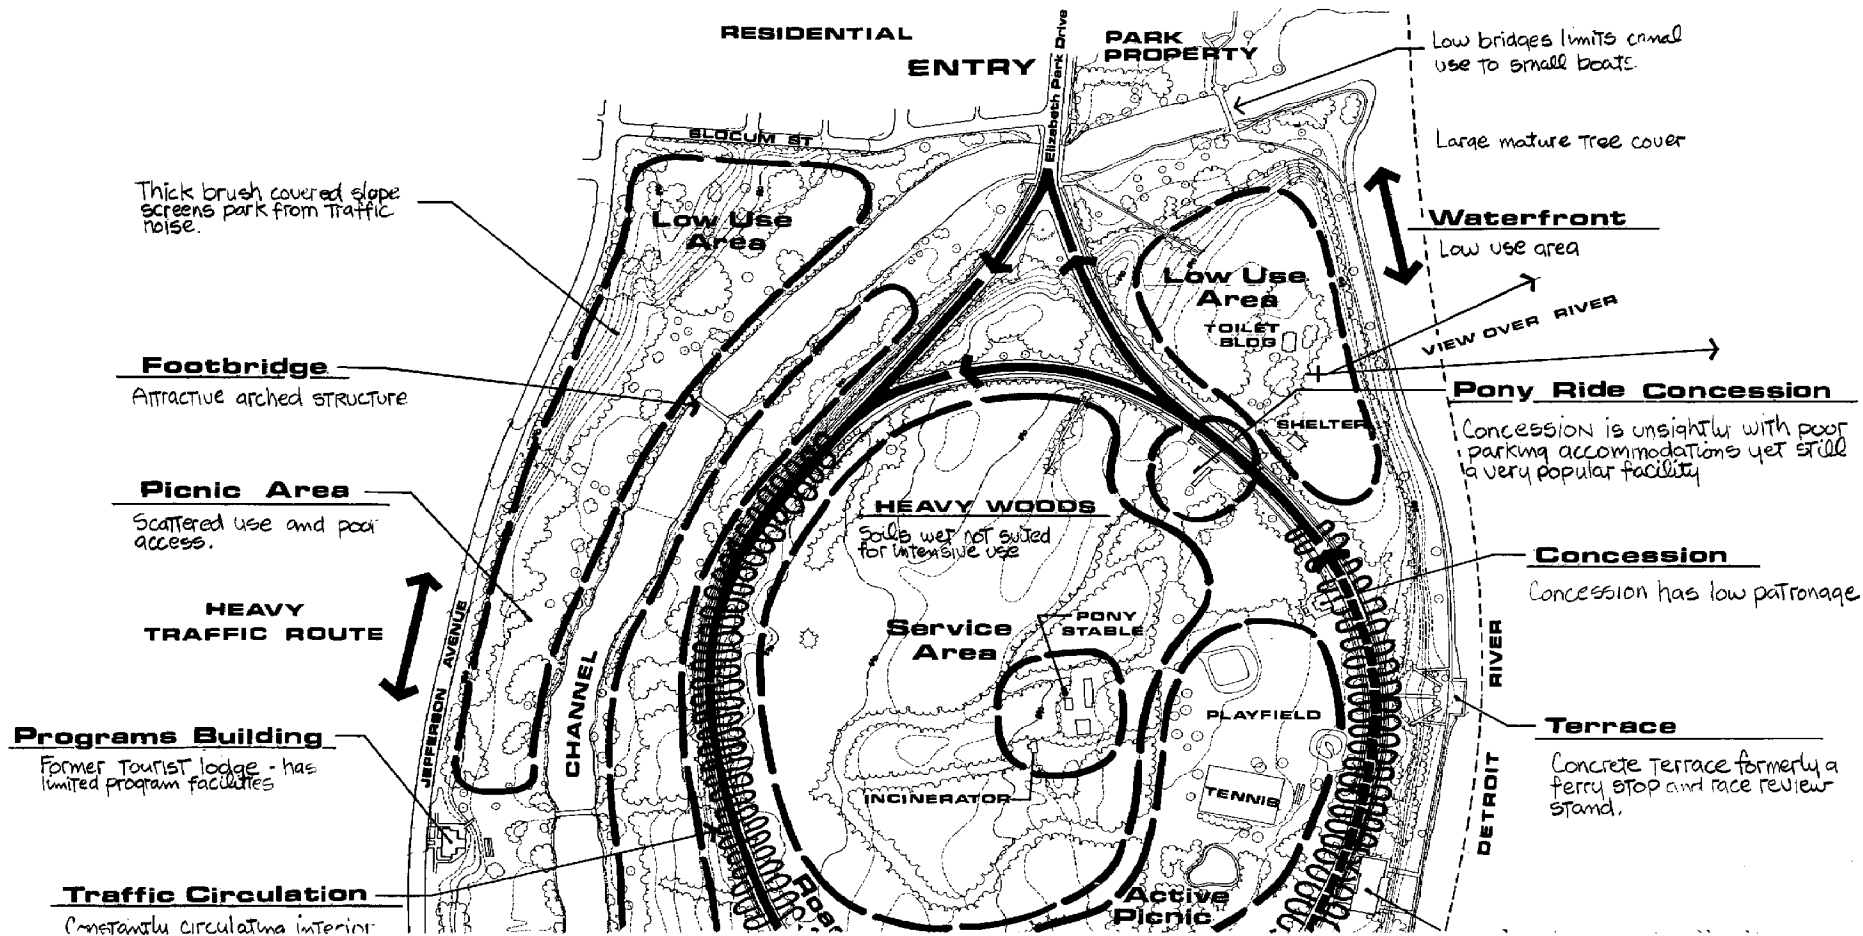 RESIDENTIAL
ENTRY
Elizabeth Park Drive
PARK
PROPERTY
Low bridges limits canal
use to small boats.
SLOCUM ST
Large mature tree cover
Thick brush covered slope
screens park from traffic
noise.
Low Use
Area
Waterfront
Low use area
Low Use
Area
TOILET
BLDG
VIEW OVER RIVER
Footbridge
Attractive arched structure
Pony Ride Concession
Concession is unsightly with poor
parking accommodations yet still
a very popular facility
SHELTER
Picnic Area
Scattered use and poor
access.
HEAVY WOODS
Soils wet not suited
for intensive use
Concession
Concession has low patronage
HEAVY
TRAFFIC ROUTE
JEFFERSON AVENUE
CHANNEL
Service
Area
PONY
STABLE
PLAYFIELD
DETROIT RIVER
Terrace
Concrete terrace formerly a
ferry stop and race review
stand.
Programs Building
Former tourist lodge - has
limited program facilities
INCINERATOR
TENNIS
Traffic Circulation
Constantly circulating interior
Road
Active
Picnic